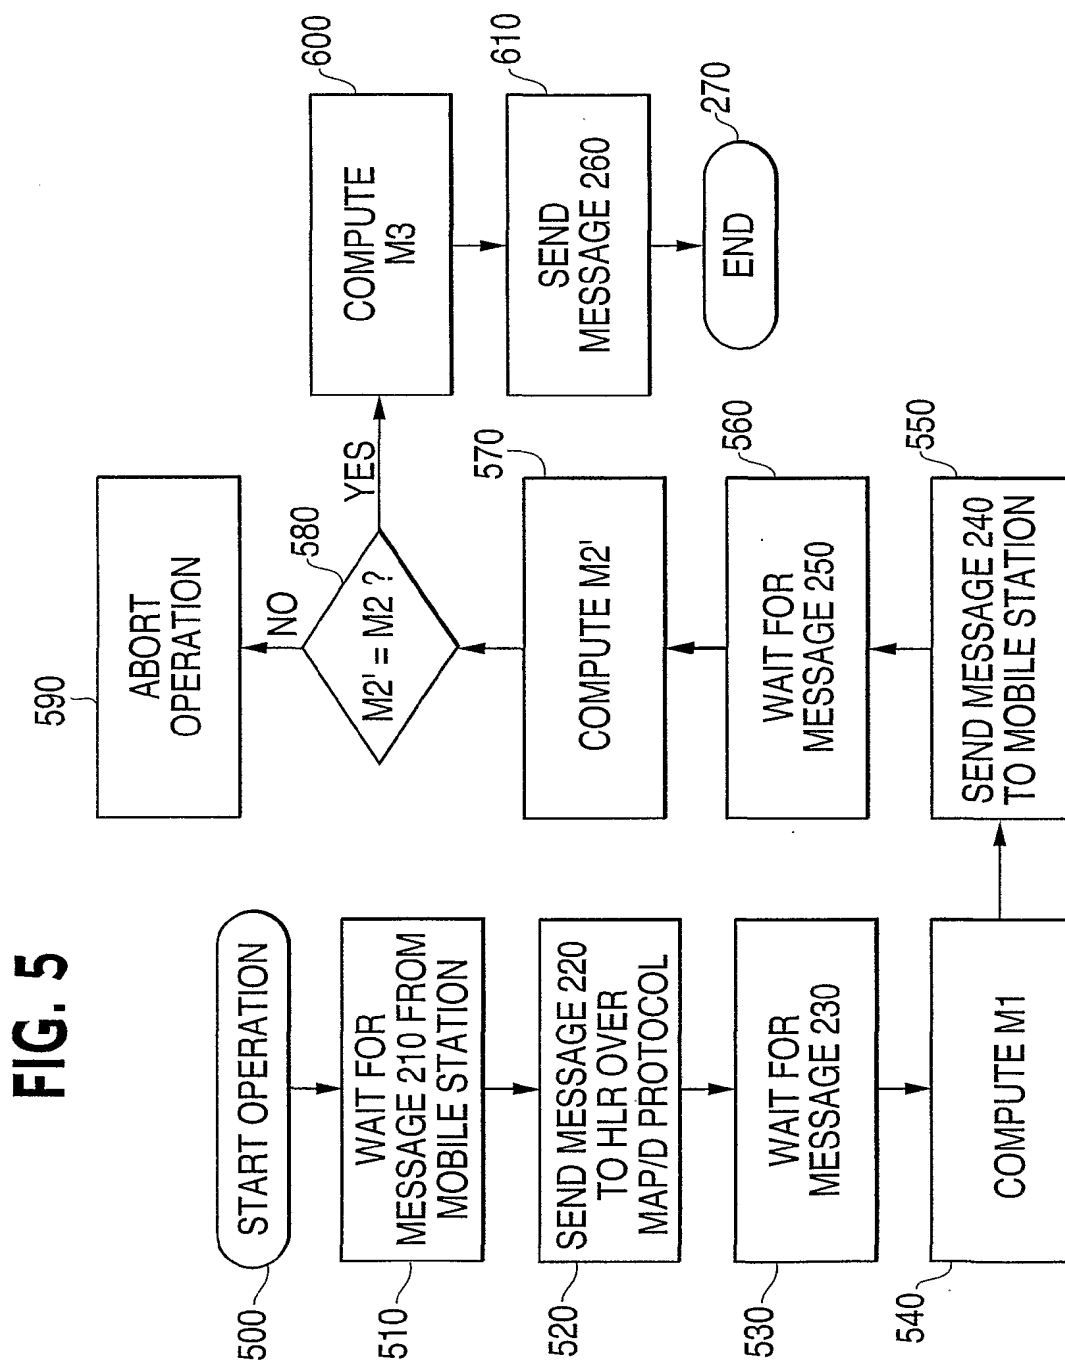 FIG. 5
START OPERATION
500
WAIT FOR
MESSAGE 210 FROM
MOBILE STATION
510
SEND MESSAGE 220
TO HLR OVER
MAP/D PROTOCOL
520
WAIT FOR
MESSAGE 230
530
COMPUTE M1
540
SEND MESSAGE 240
TO MOBILE STATION
550
WAIT FOR
MESSAGE 250
560
COMPUTE M2'
570
M2' = M2 ?
580
NO
YES
ABORT
OPERATION
590
COMPUTE
M3
600
SEND
MESSAGE 260
610
END
270